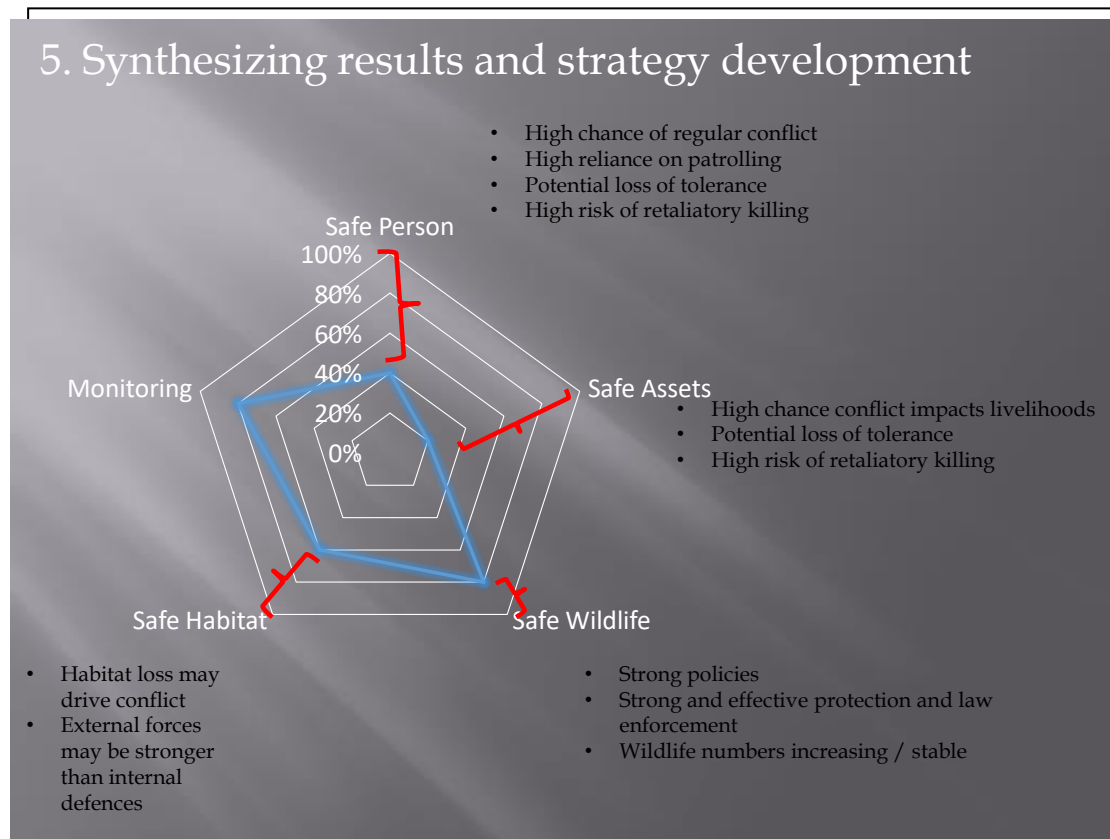 5. Synthesizing results and strategy development
• High chance of regular conflict
• High reliance on patrolling
• Potential loss of tolerance
• High risk of retaliatory killing
Safe Person
100%
80%
60%
40%
20%
0%
Monitoring
Safe Assets
• High chance conflict impacts livelihoods
• Potential loss of tolerance
• High risk of retaliatory killing
Safe Habitat
Safe Wildlife
• Habitat loss may
drive conflict
• External forces
may be stronger
than internal
defences
• Strong policies
• Strong and effective protection and law
enforcement
• Wildlife numbers increasing / stable